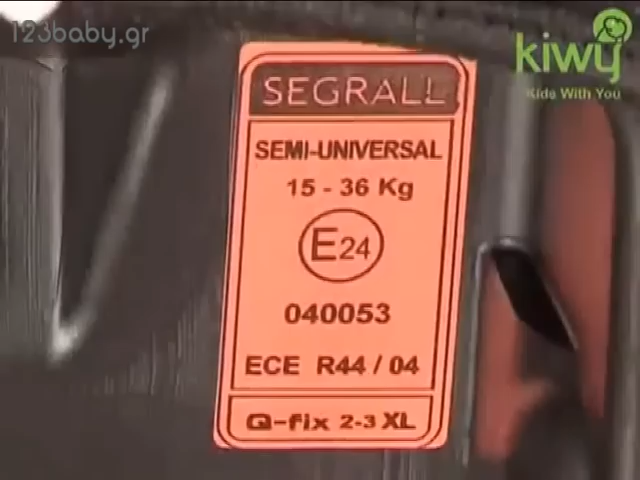 123baby.gr
kiwy
Kids With You
SEGRALL
SEMI-UNIVERSAL
15 - 36 Kg
E24
040053
ECE R44 / 04
Q-fix 2-3 XL